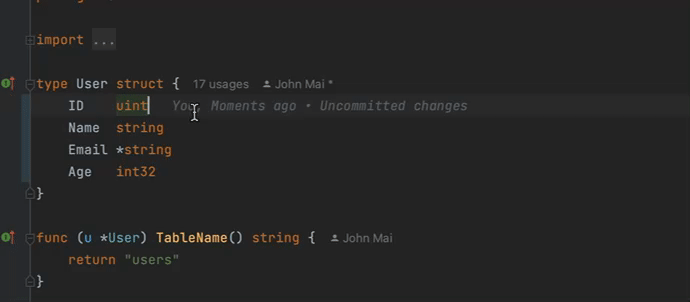 import ...
type User struct { 17 usages John Mai *
ID uint You, Moments ago • Uncommitted changes
Name string
Email *string
Age int32
}
func (u *User) TableName() string { John Mai
return "users"
}